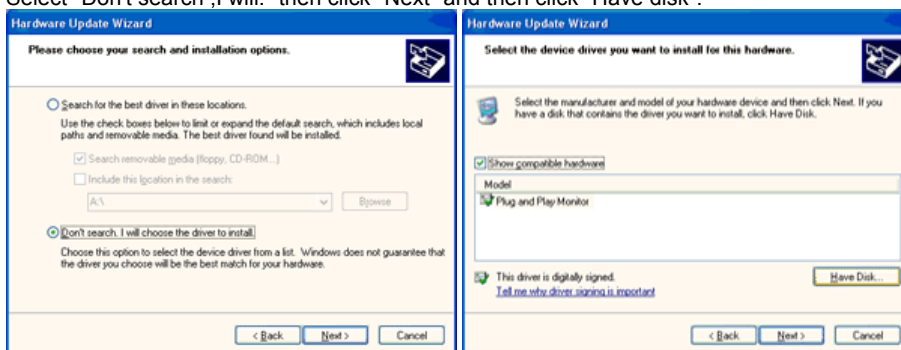 Select "Don't search ,I will." then click "Next" and then click "Have disk".
Hardware Update Wizard
Please choose your search and installation options.
Search for the best driver in these locations.
Use the check boxes below to limit or expand the default search, which includes local
paths and removable media. The best driver found will be installed.
Search removable media (floppy, CD-ROM...)
Include this location in the search:
A:\
Browse
Don't search. I will choose the driver to install.
Choose this option to select the device driver from a list. Windows does not guarantee that
the driver you choose will be the best match for your hardware.
< Back
Next >
Cancel
Hardware Update Wizard
Select the device driver you want to install for this hardware.
Select the manufacturer and model of your hardware device and then click Next. If you
have a disk that contains the driver you want to install, click Have Disk.
Show compatible hardware
Model
Plug and Play Monitor
This driver is digitally signed.
Tell me why driver signing is important
Have Disk...
< Back
Next >
Cancel